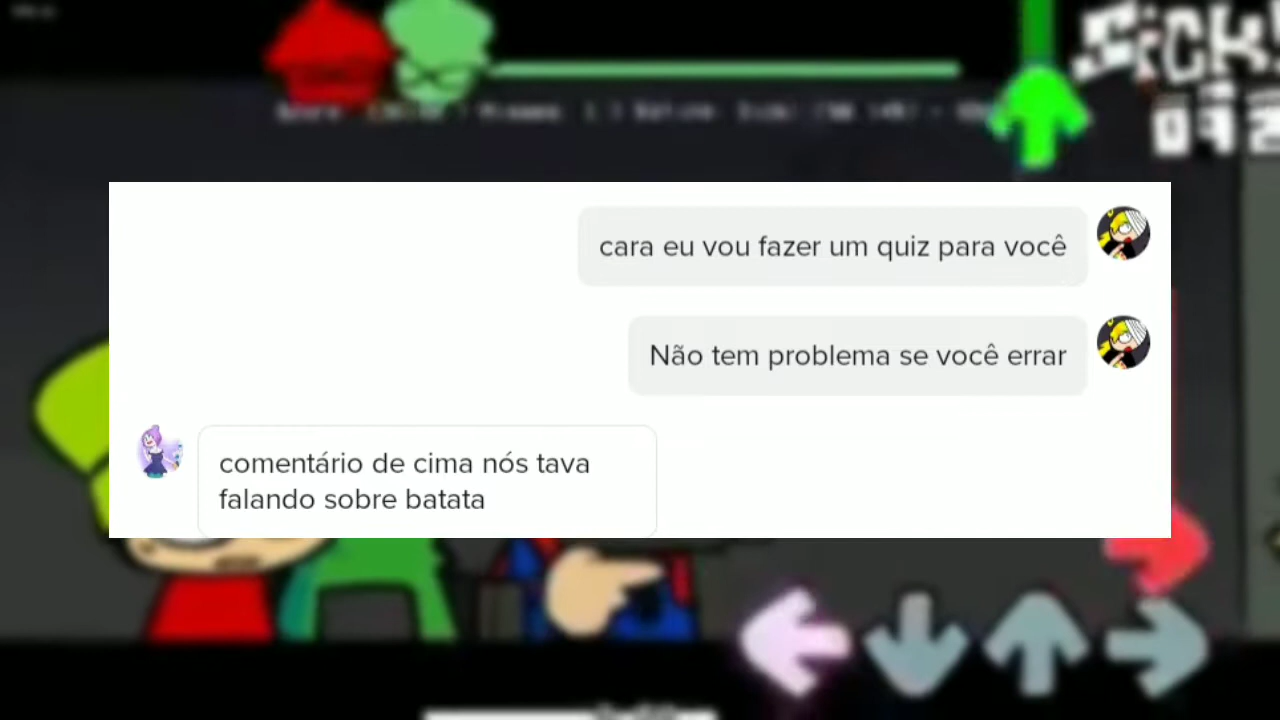 SiCK!
cara eu vou fazer um quiz para você
Não tem problema se você errar
comentário de cima nós tava
falando sobre batata